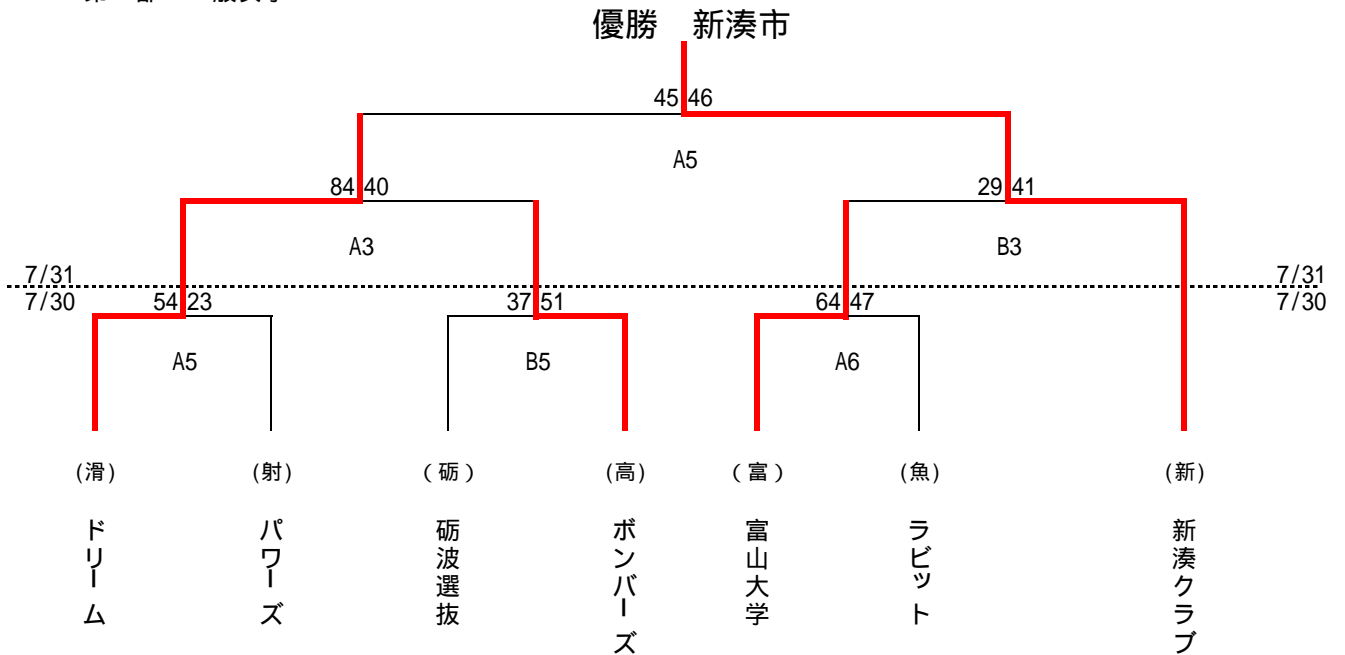 優勝 新湊市
45 46
A5
84 40
29 41
A3
B3
7/31
7/31
7/30
54 23
37 51
64 47
7/30
A5
B5
A6
(滑)
(射)
(砺)
(高)
(富)
(魚)
(新)
ドリーム
パワーズ
砺波選抜
ボンバーズ
富山大学
ラビット
新湊クラブ